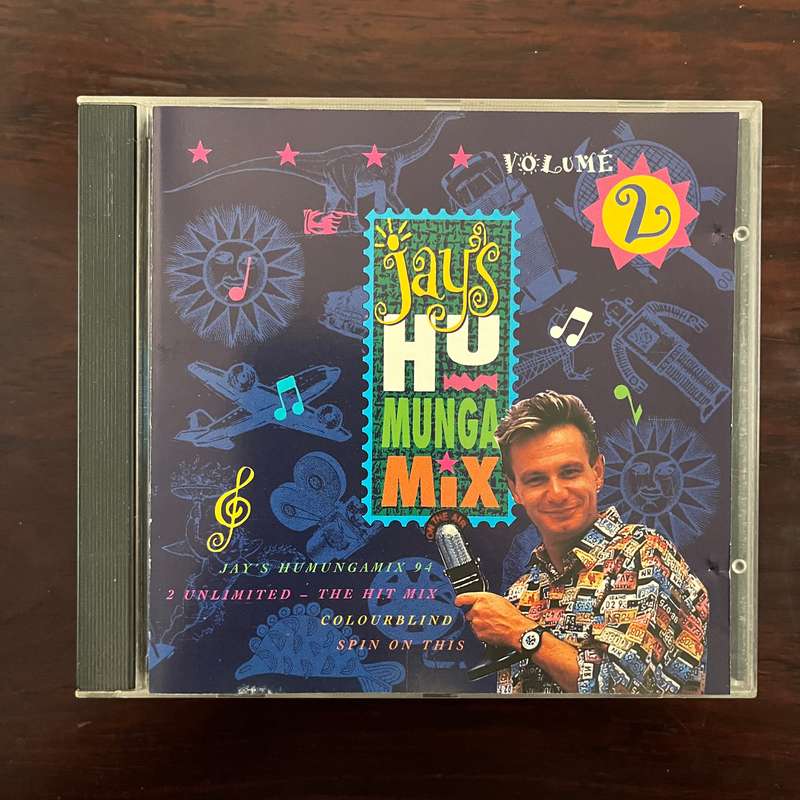 VOLUME
2
jay's
HU
MUNGA
MiX
ON THE AIR
JAY'S HUMUNGAMIX 94
2 UNLIMITED – THE HIT MIX
COLOURBLIND
SPIN ON THIS